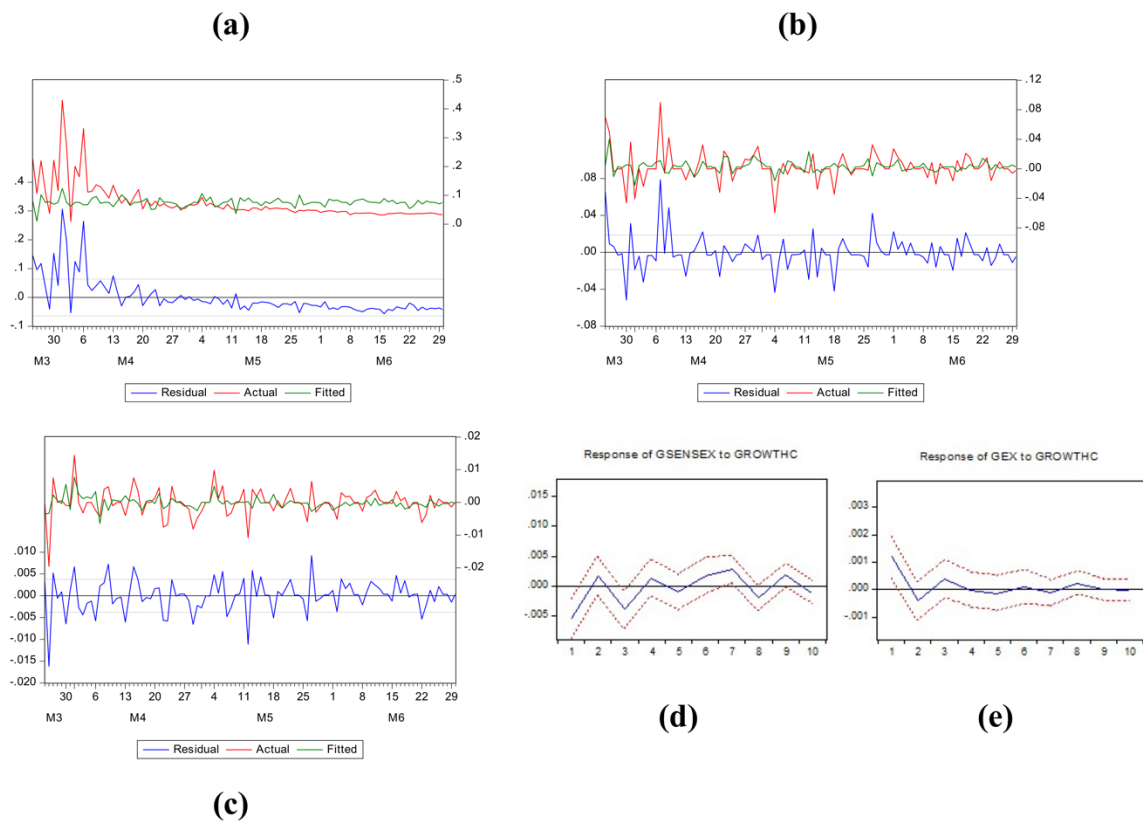 (a)
.5
.4
.3
.2
.1
.0
.4
.3
.2
.1
.0
-.1
30 6 13 20 27 4 11 18 25 1 8 15 22 29
M3 M4 M5 M6
Residual Actual Fitted
(b)
.12
.08
.04
.00
-.04
-.08
.08
.04
.00
-.04
-.08
30 6 13 20 27 4 11 18 25 1 8 15 22 29
M3 M4 M5 M6
Residual Actual Fitted
.02
.01
.00
-.01
-.02
.010
.005
.000
-.005
-.010
-.015
-.020
30 6 13 20 27 4 11 18 25 1 8 15 22 29
M3 M4 M5 M6
Residual Actual Fitted
(c)
Response of GSENSEX to GROWTHC
.015
.010
.005
.000
-.005
1 2 3 4 5 6 7 8 9 10
(d)
Response of GEX to GROWTHC
.003
.002
.001
.000
-.001
1 2 3 4 5 6 7 8 9 10
(e)